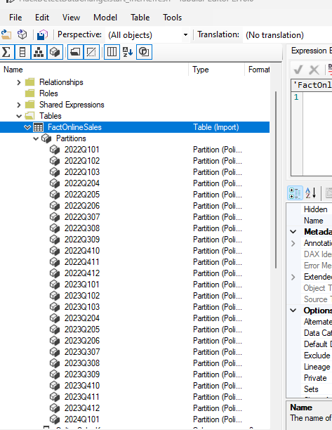 File Edit View Model Table Tools
Perspective: (All objects) Translation: (No translation)
Name Type Format
Relationships
Roles
Shared Expressions
Tables
FactOnlineSales Table (Import)
Partitions
2022Q101 Partition (Poli...
2022Q102 Partition (Poli...
2022Q103 Partition (Poli...
2022Q204 Partition (Poli...
2022Q205 Partition (Poli...
2022Q206 Partition (Poli...
2022Q307 Partition (Poli...
2022Q308 Partition (Poli...
2022Q309 Partition (Poli...
2022Q410 Partition (Poli...
2022Q411 Partition (Poli...
2022Q412 Partition (Poli...
2023Q101 Partition (Poli...
2023Q102 Partition (Poli...
2023Q103 Partition (Poli...
2023Q204 Partition (Poli...
2023Q205 Partition (Poli...
2023Q206 Partition (Poli...
2023Q307 Partition (Poli...
2023Q308 Partition (Poli...
2023Q309 Partition (Poli...
2023Q410 Partition (Poli...
2023Q411 Partition (Poli...
2023Q412 Partition (Poli...
2024Q101 Partition (Poli...
Expression E
'FactOnl
1
Hidden
Name
Metada
Annotatio
DAX Ide
Error Me
Extended
Object T
Source T
Options
Alternate
Data Cat
Default D
Exclude
Lineage
Private
Sets
Name
The name of